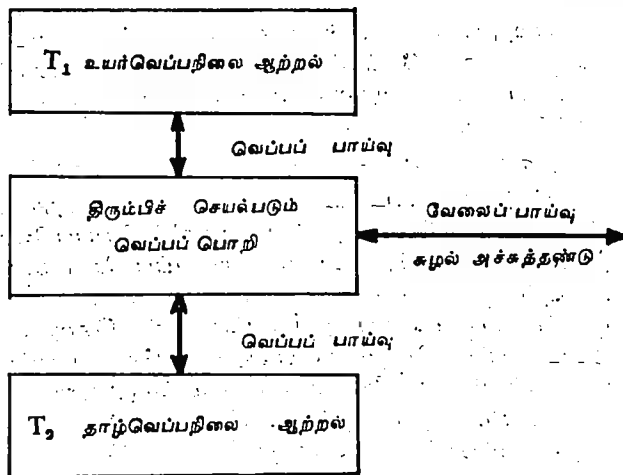 T₁ உயர்வெப்பநிலை ஆற்றல்
வெப்பப் பாய்வு
திரும்பிச் செயல்படும்
வெப்பப் பொறி
வேலைப் பாய்வு
சுழல் அச்சுத்தண்டு
வெப்பப் பாய்வு
T₂ தாழ்வெப்பநிலை ஆற்றல்